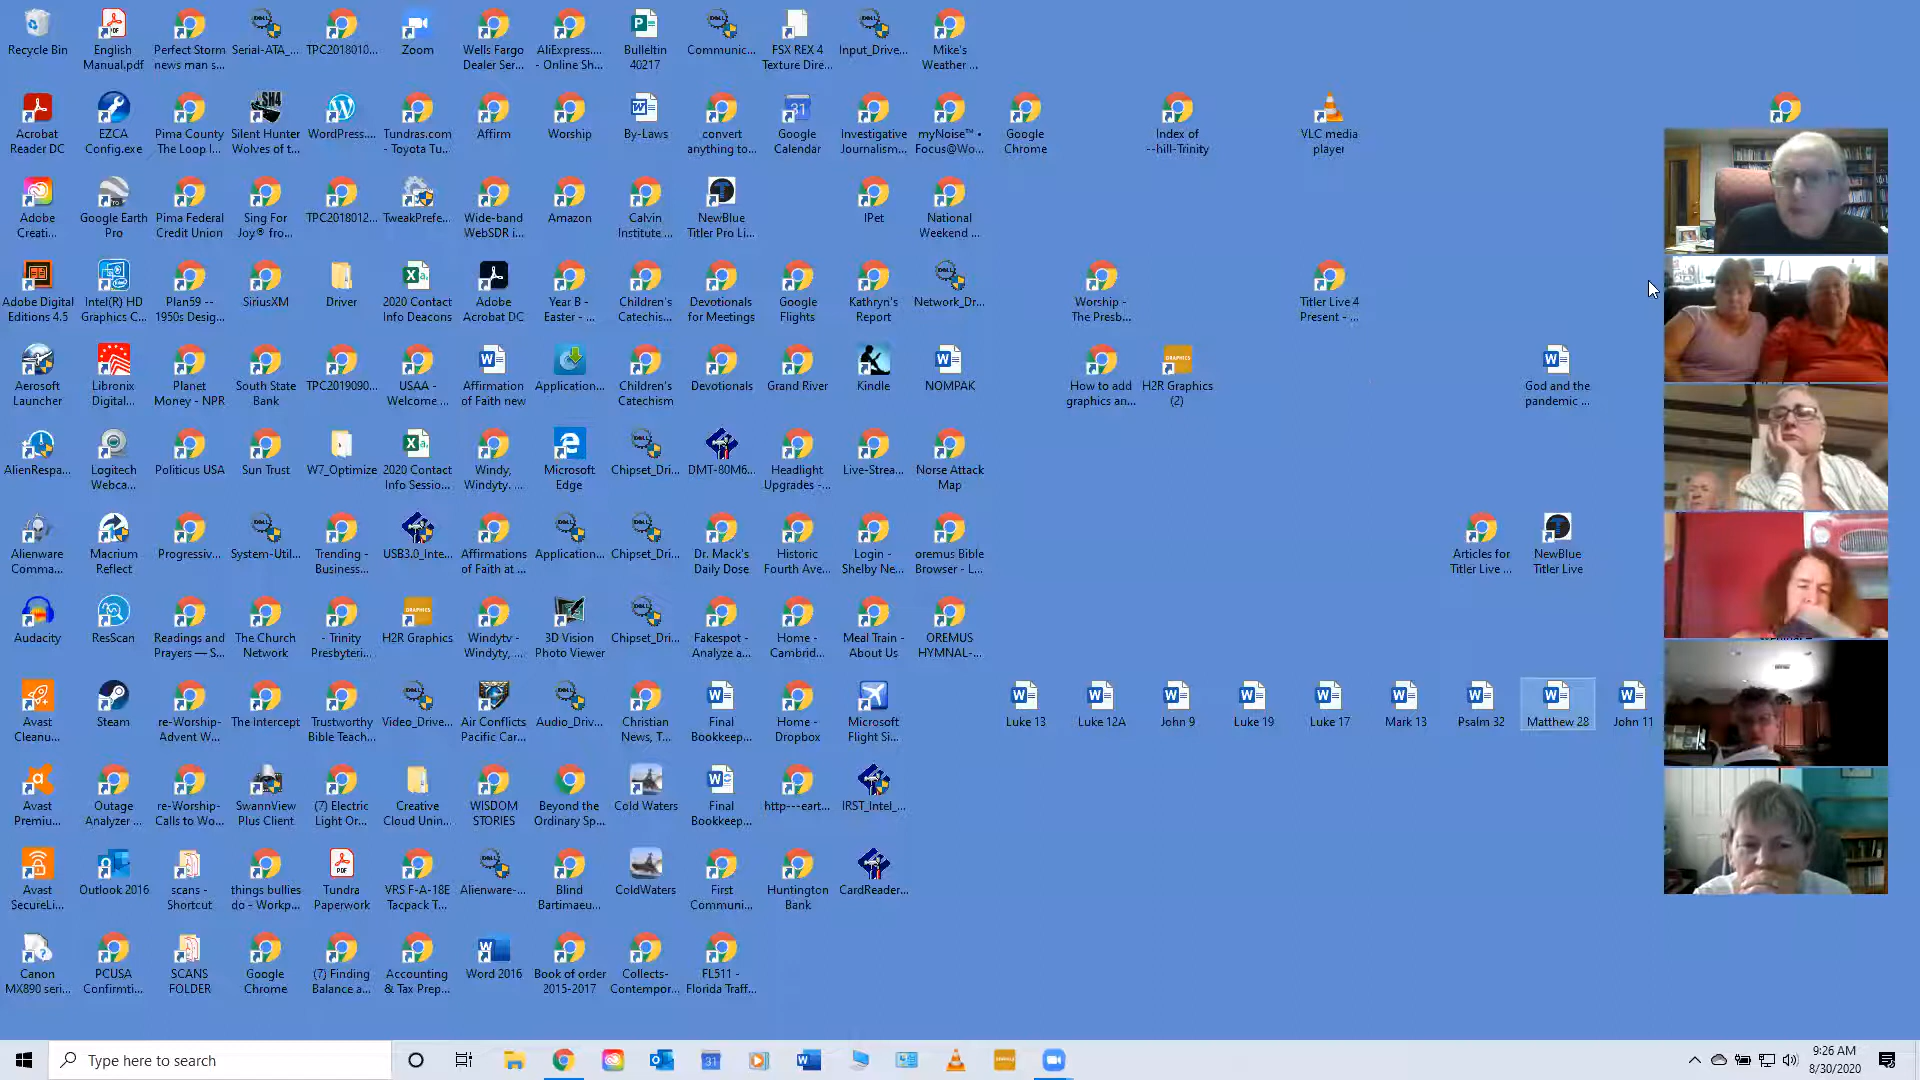 Recycle Bin
English
Manual.pdf
Perfect Storm
news man s...
Serial-ATA_...
TPC2018010...
Zoom
Wells Fargo
Dealer Ser...
AliExpress....
- Online Sh...
Bulleltin
40217
Communic...
FSX REX 4
Texture Dire...
Input_Drive...
Mike's
Weather ...
Acrobat
Reader DC
EZCA
Config.exe
Pima County
The Loop I...
Silent Hunter
Wolves of t...
WordPress....
Tundras.com
- Toyota Tu...
Affirm
Worship
By-Laws
convert
anything to...
Google
Calendar
Investigative
Journalism...
myNoise™ •
Focus@Wo...
Google
Chrome
Index of
--hill-Trinity
VLC media
player
Adobe
Creati...
Google Earth
Pro
Pima Federal
Credit Union
Sing For
Joy® fro...
TPC2018012...
TweakPrefe...
Wide-band
WebSDR i...
Amazon
Calvin
Institute ...
NewBlue
Titler Pro Li...
IPet
National
Weekend ...
Adobe Digital
Editions 4.5
Intel(R) HD
Graphics C...
Plan59 --
1950s Desig...
SiriusXM
Driver
2020 Contact
Info Deacons
Adobe
Acrobat DC
Year B -
Easter - ...
Children's
Catechis...
Devotionals
for Meetings
Google
Flights
Kathryn's
Report
Network_Dr...
Worship -
The Presb...
Titler Live 4
Present - ...
Aerosoft
Launcher
Libronix
Digital...
Planet
Money - NPR
South State
Bank
TPC2019090...
USAA -
Welcome ...
Affirmation
of Faith new
Application...
Children's
Catechism
Devotionals
Grand River
Kindle
NOMPAK
How to add
graphics an...
H2R Graphics
(2)
God and the
pandemic ...
AlienRespa...
Logitech
Webca...
Politicus USA
Sun Trust
W7_Optimize
2020 Contact
Info Sessio...
Windy,
Windyty. ...
Microsoft
Edge
Chipset_Dri...
DMT-80M6...
Headlight
Upgrades -...
Live-Strea...
Norse Attack
Map
Alienware
Comma...
Macrium
Reflect
Progressiv...
System-Util...
Trending -
Business...
USB3.0_Inte...
Affirmations
of Faith at ...
Application...
Chipset_Dri...
Dr. Mack's
Daily Dose
Historic
Fourth Ave...
Login -
Shelby Ne...
oremus Bible
Browser - L...
Articles for
Titler Live ...
NewBlue
Titler Live
Audacity
ResScan
Readings and
Prayers — S...
The Church
Network
- Trinity
Presbyteri...
H2R Graphics
Windytv -
Windyty, ...
3D Vision
Photo Viewer
Chipset_Dri...
Fakespot -
Analyze a...
Home -
Cambrid...
Meal Train -
About Us
OREMUS
HYMNAL-...
Avast
Cleanu...
Steam
re-Worship-
Advent W...
The Intercept
Trustworthy
Bible Teach...
Video_Drive...
Air Conflicts
Pacific Car...
Audio_Driv...
Christian
News, T...
Final
Bookkeep...
Home -
Dropbox
Microsoft
Flight Si...
Luke 13
Luke 12A
John 9
Luke 19
Luke 17
Mark 13
Psalm 32
Matthew 28
John 11
Avast
Premiu...
Outage
Analyzer ...
re-Worship-
Calls to Wo...
SwannView
Plus Client
(7) Electric
Light Or...
Creative
Cloud Unin...
WISDOM
STORIES
Beyond the
Ordinary Sp...
Cold Waters
Final
Bookkeep...
http---eart...
IRST_Intel_...
Avast
SecureLi...
Outlook 2016
scans -
Shortcut
things bullies
do - Workp...
Tundra
Paperwork
VRS F-A-18E
Tacpack T...
Alienware-...
Blind
Bartimaeu...
ColdWaters
First
Communi...
Huntington
Bank
CardReader...
Canon
MX890 seri...
PCUSA
Confirmti...
SCANS
FOLDER
Google
Chrome
(7) Finding
Balance a...
Accounting
& Tax Prep...
Word 2016
Book of order
2015-2017
Collects-
Contempor...
FL511 -
Florida Traff...
Type here to search
9:26 AM
8/30/2020